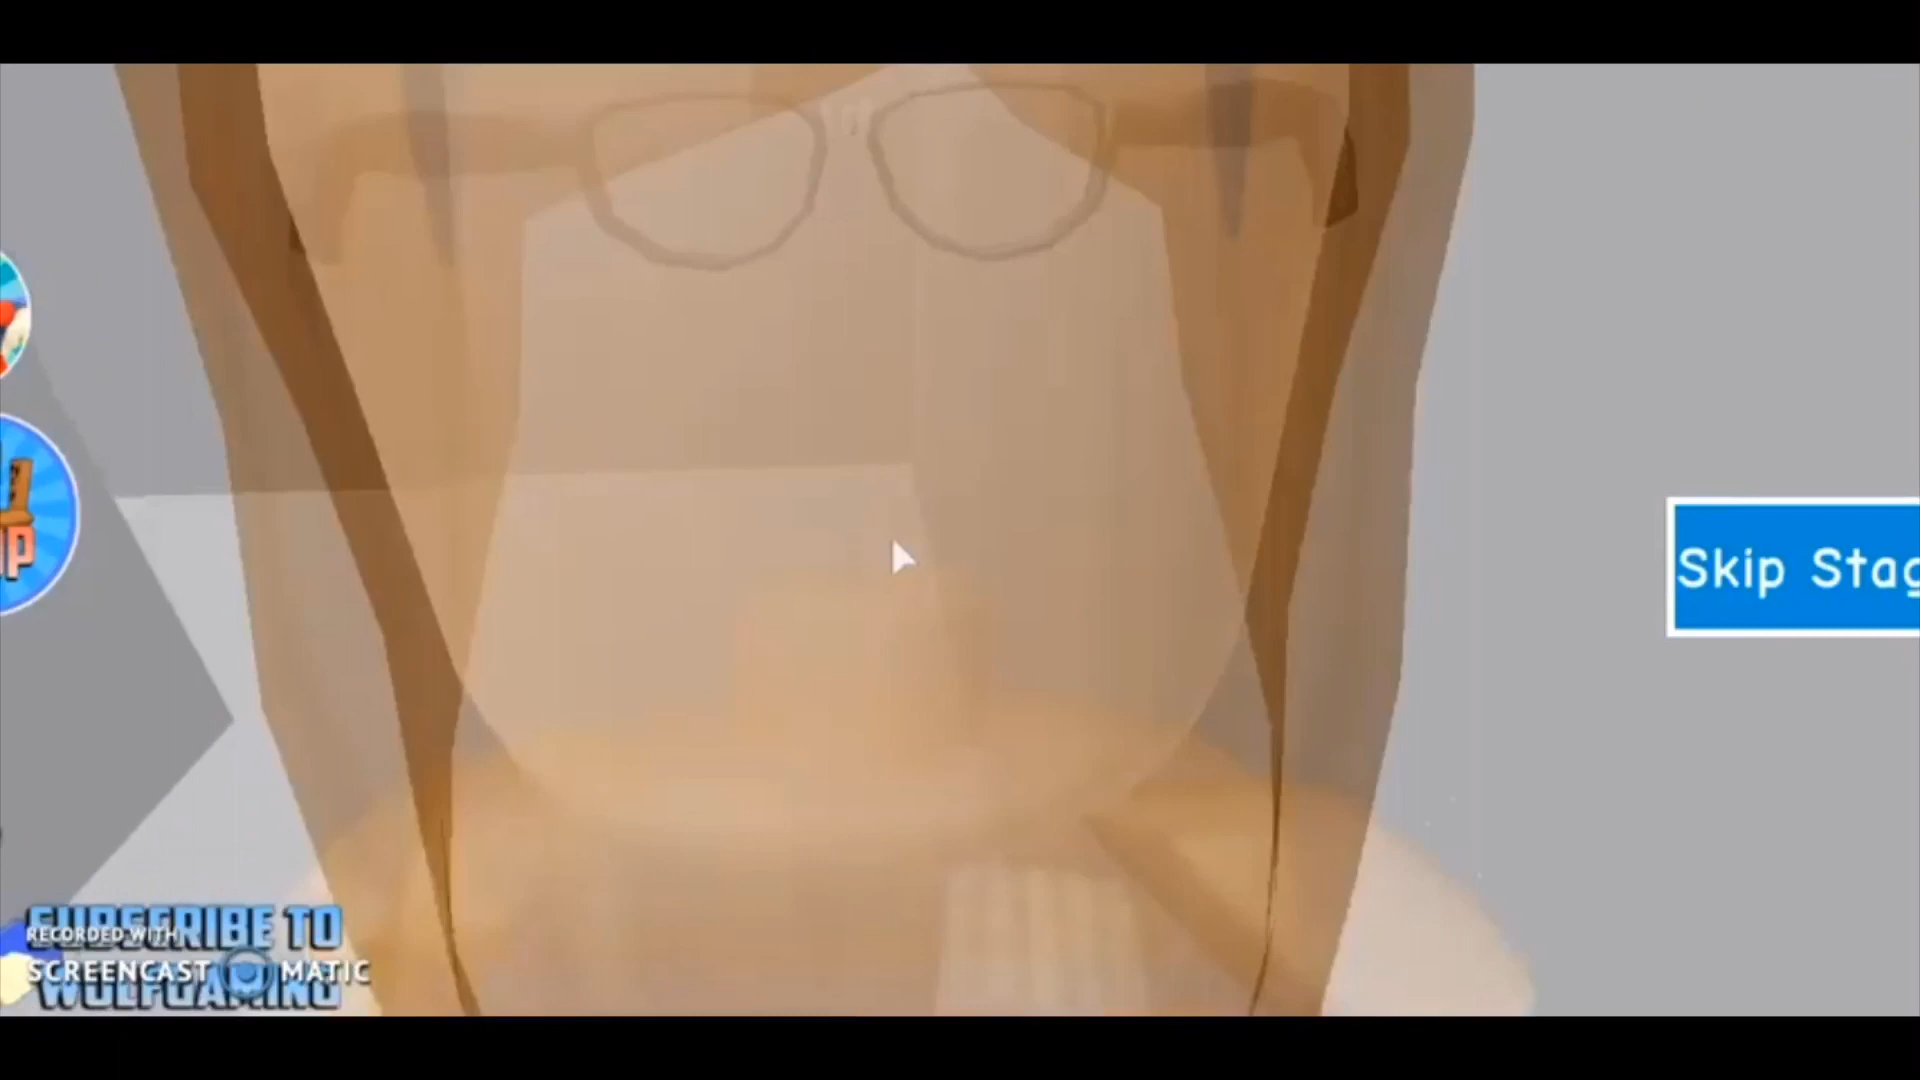 Skip Stag
SUBSCRIBE TO
RECORDED WITH
SCREENCAST MATIC
WOLFGAMING